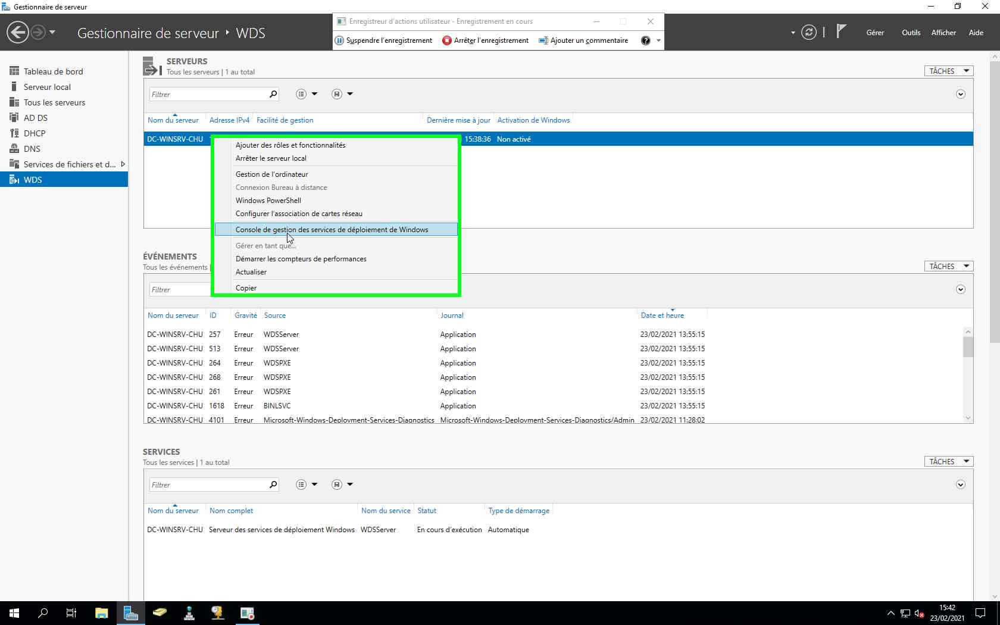 Gestionnaire de serveur
Enregistreur d'actions utilisateur - Enregistrement en cours
Gestionnaire de serveur ‣ WDS
Suspendre l'enregistrement
Arrêter l'enregistrement
Ajouter un commentaire
Gérer
Outils
Afficher
Aide
Tableau de bord
Serveur local
Tous les serveurs
AD DS
DHCP
DNS
Services de fichiers et d...
WDS
SERVEURS
Tous les serveurs | 1 au total
TÂCHES
Filtrer
Nom du serveur Adresse IPv4 Facilité de gestion Dernière mise à jour Activation de Windows
DC-WINSRV-CHU 15:38:36 Non activé
Ajouter des rôles et fonctionnalités
Arrêter le serveur local
Gestion de l'ordinateur
Connexion Bureau à distance
Windows PowerShell
Configurer l'association de cartes réseau
Console de gestion des services de déploiement de Windows
Gérer en tant que...
Démarrer les compteurs de performances
Actualiser
Copier
ÉVÉNEMENTS
Tous les événements |
TÂCHES
Filtrer
Nom du serveur ID Gravité Source Journal Date et heure
DC-WINSRV-CHU 257 Erreur WDSServer Application 23/02/2021 13:55:15
DC-WINSRV-CHU 513 Erreur WDSServer Application 23/02/2021 13:55:15
DC-WINSRV-CHU 264 Erreur WDSPXE Application 23/02/2021 13:55:15
DC-WINSRV-CHU 268 Erreur WDSPXE Application 23/02/2021 13:55:15
DC-WINSRV-CHU 261 Erreur WDSPXE Application 23/02/2021 13:55:15
DC-WINSRV-CHU 1618 Erreur BINLSVC Application 23/02/2021 13:55:15
DC-WINSRV-CHU 4101 Erreur Microsoft-Windows-Deployment-Services-Diagnostics Microsoft-Windows-Deployment-Services-Diagnostics/Admin 23/02/2021 11:28:02
SERVICES
Tous les services | 1 au total
TÂCHES
Filtrer
Nom du serveur Nom complet Nom du service Statut Type de démarrage
DC-WINSRV-CHU Serveur des services de déploiement Windows WDSServer En cours d'exécution Automatique
15:42
23/02/2021